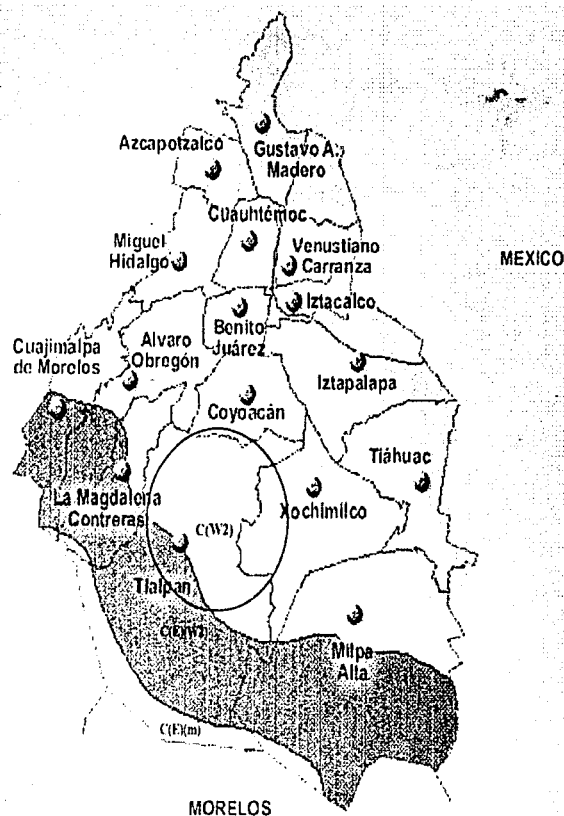 Azcapotzalco
Gustavo A.
Madero
Cuauhtémoc
Miguel
Hidalgo
Venustiano
Carranza
MEXICO
Iztacalco
Benito
Juárez
Alvaro
Obregón
Cuajimalpa
de Morelos
Iztapalapa
Coyoacán
Tláhuac
La Magdalena
Contreras
C(W2)
Xochimilco
Tlalpan
C(E)(W2)
Milpa
Alta
C(E)(m)
MORELOS